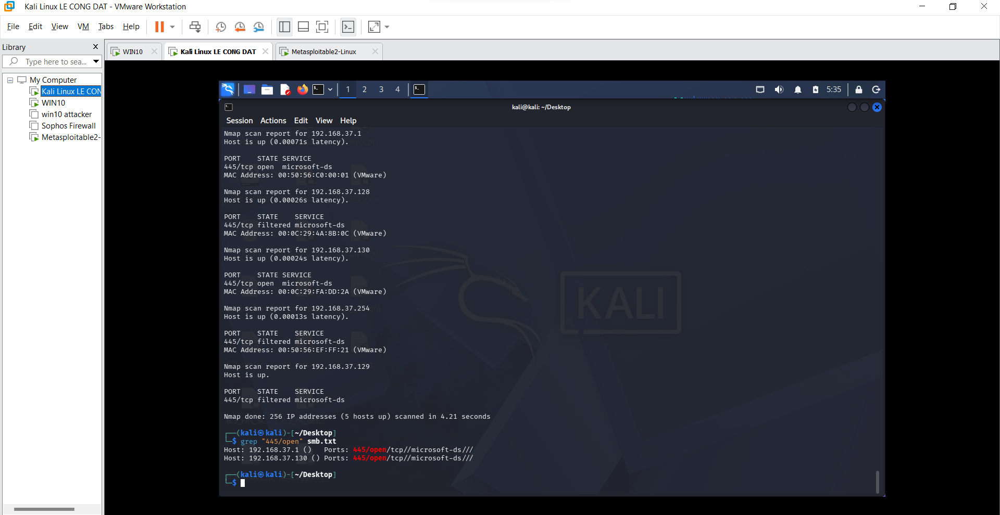 Kali Linux LE CONG DAT - VMware Workstation
File Edit View VM Tabs Help
Library
Type here to sea...
My Computer
Kali Linux LE CON
WIN10
win10 attacker
Sophos Firewall
Metasploitable2-
WIN10 Kali Linux LE CONG DAT Metasploitable2-Linux
1 2 3 4 5:35
kali@kali: ~/Desktop
Session Actions Edit View Help
Nmap scan report for 192.168.37.1
Host is up (0.00071s latency).
PORT STATE SERVICE
445/tcp open microsoft-ds
MAC Address: 00:50:56:C0:00:01 (VMware)
Nmap scan report for 192.168.37.128
Host is up (0.00026s latency).
PORT STATE SERVICE
445/tcp filtered microsoft-ds
MAC Address: 00:0C:29:4A:8B:0C (VMware)
Nmap scan report for 192.168.37.130
Host is up (0.00024s latency).
PORT STATE SERVICE
445/tcp open microsoft-ds
MAC Address: 00:0C:29:FA:DD:2A (VMware)
Nmap scan report for 192.168.37.254
Host is up (0.00013s latency).
PORT STATE SERVICE
445/tcp filtered microsoft-ds
MAC Address: 00:50:56:EF:FF:21 (VMware)
Nmap scan report for 192.168.37.129
Host is up.
PORT STATE SERVICE
445/tcp filtered microsoft-ds
Nmap done: 256 IP addresses (5 hosts up) scanned in 4.21 seconds
┌──(kali㉿kali)-[~/Desktop]
└─$ grep "445/open" smb.txt
Host: 192.168.37.1 () Ports: 445/open/tcp//microsoft-ds///
Host: 192.168.37.130 () Ports: 445/open/tcp//microsoft-ds///
┌──(kali㉿kali)-[~/Desktop]
└─$
KALI